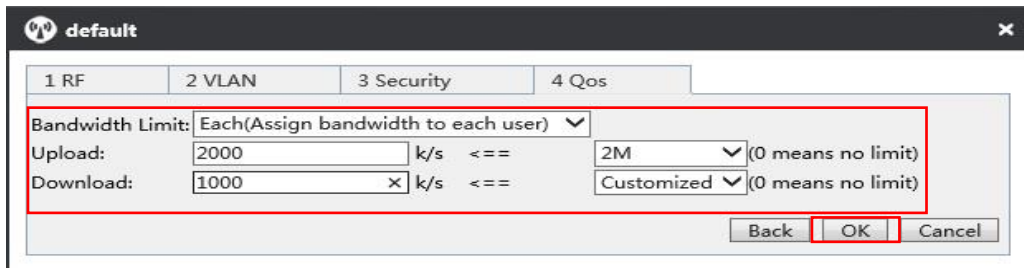 default ×
1 RF 2 VLAN 3 Security 4 Qos
Bandwidth Limit: Each(Assign bandwidth to each user)
Upload: 2000 k/s <== 2M (0 means no limit)
Download: 1000 × k/s <== Customized (0 means no limit)
Back OK Cancel